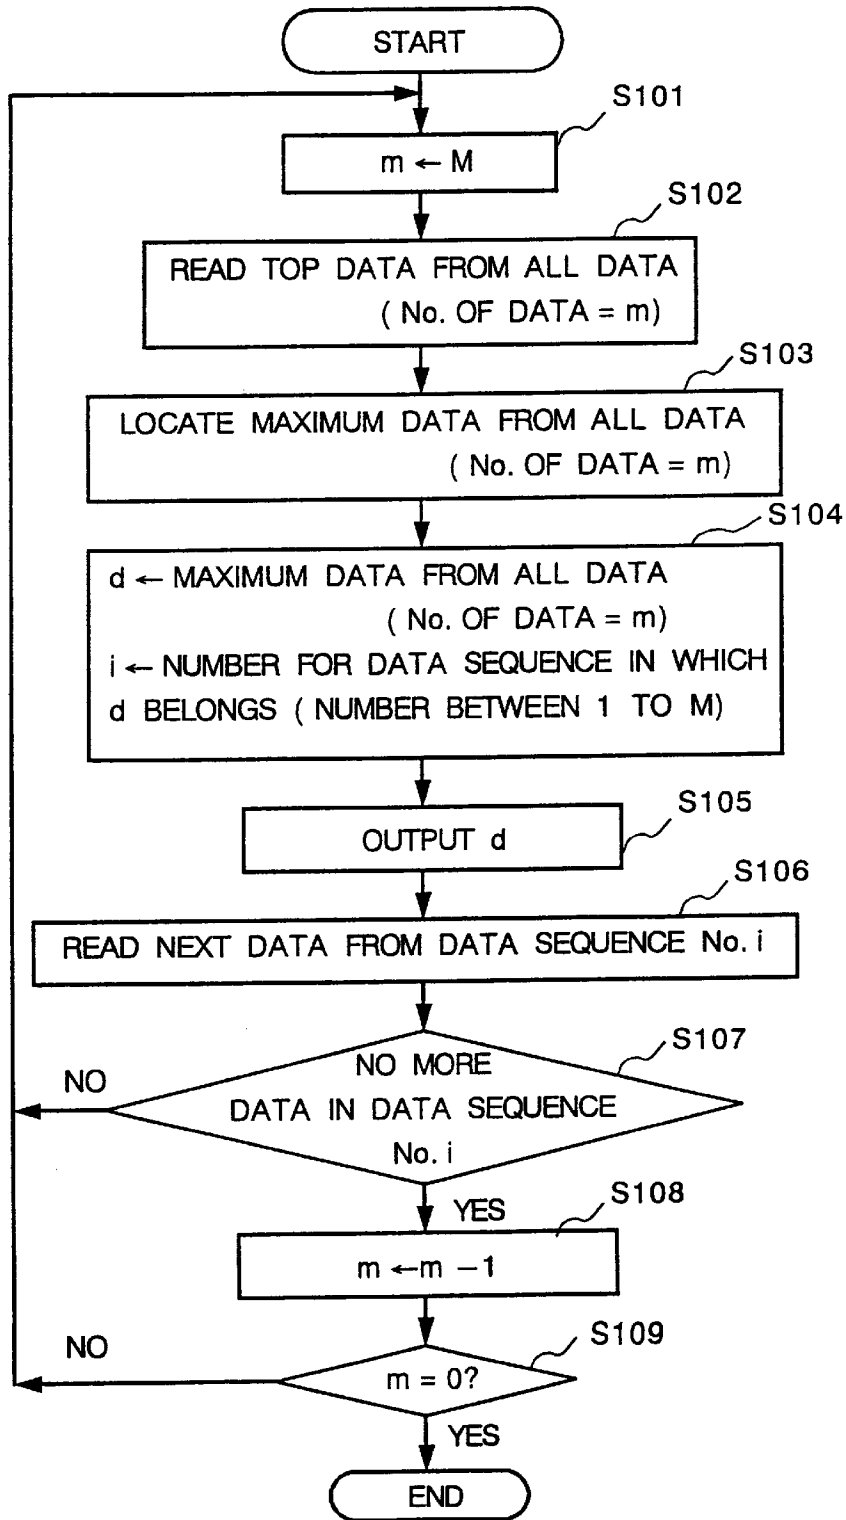 START
S101
m ← M
S102
READ TOP DATA FROM ALL DATA
( No. OF DATA = m)
S103
LOCATE MAXIMUM DATA FROM ALL DATA
( No. OF DATA = m)
S104
d ← MAXIMUM DATA FROM ALL DATA
( No. OF DATA = m)
i ← NUMBER FOR DATA SEQUENCE IN WHICH
d BELONGS ( NUMBER BETWEEN 1 TO M)
S105
OUTPUT d
S106
READ NEXT DATA FROM DATA SEQUENCE No. i
S107
NO
NO MORE
DATA IN DATA SEQUENCE
No. i
YES
S108
m ← m − 1
S109
NO
m = 0?
YES
END